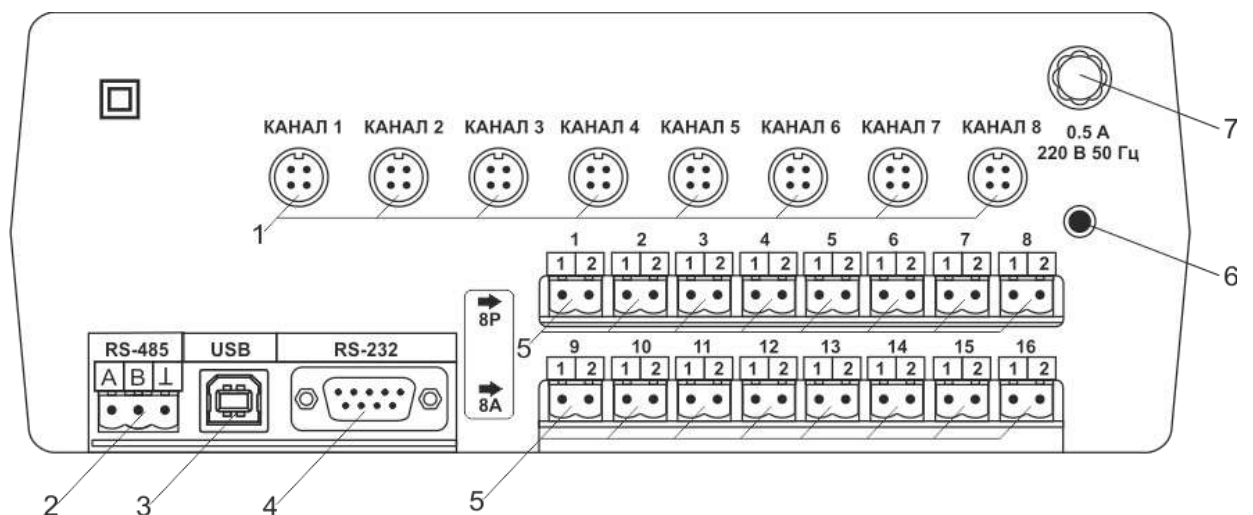 КАНАЛ 1 КАНАЛ 2 КАНАЛ 3 КАНАЛ 4 КАНАЛ 5 КАНАЛ 6 КАНАЛ 7 КАНАЛ 8
0.5 А
220 В 50 Гц
7
1
1 2 3 4 5 6 7 8
1 2 1 2 1 2 1 2 1 2 1 2 1 2 1 2
6
8Р
5
RS-485 USB RS-232
A B ⊥
9 10 11 12 13 14 15 16
1 2 1 2 1 2 1 2 1 2 1 2 1 2 1 2
8А
2 3 4 5